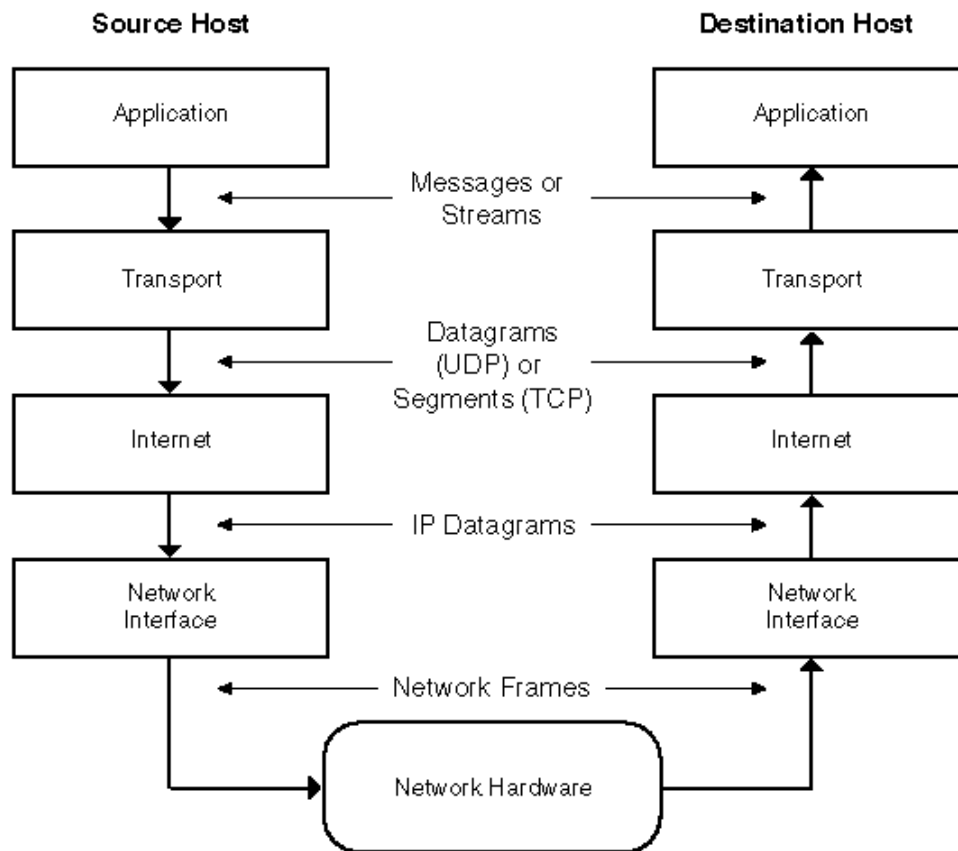 Source Host
Destination Host
Application
Application
Messages or
Streams
Transport
Transport
Datagrams
(UDP) or
Segments (TCP)
Internet
Internet
IP Datagrams
Network
Interface
Network
Interface
Network Frames
Network Hardware